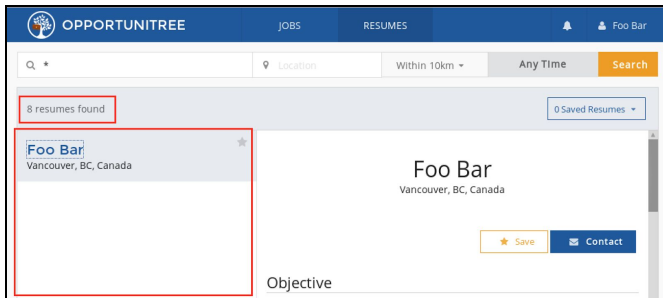 OPPORTUNITREE JOBS RESUMES Foo Bar
* Location Within 10km Any Time Search
8 resumes found 0 Saved Resumes
Foo Bar
Vancouver, BC, Canada
Foo Bar
Vancouver, BC, Canada
Save Contact
Objective